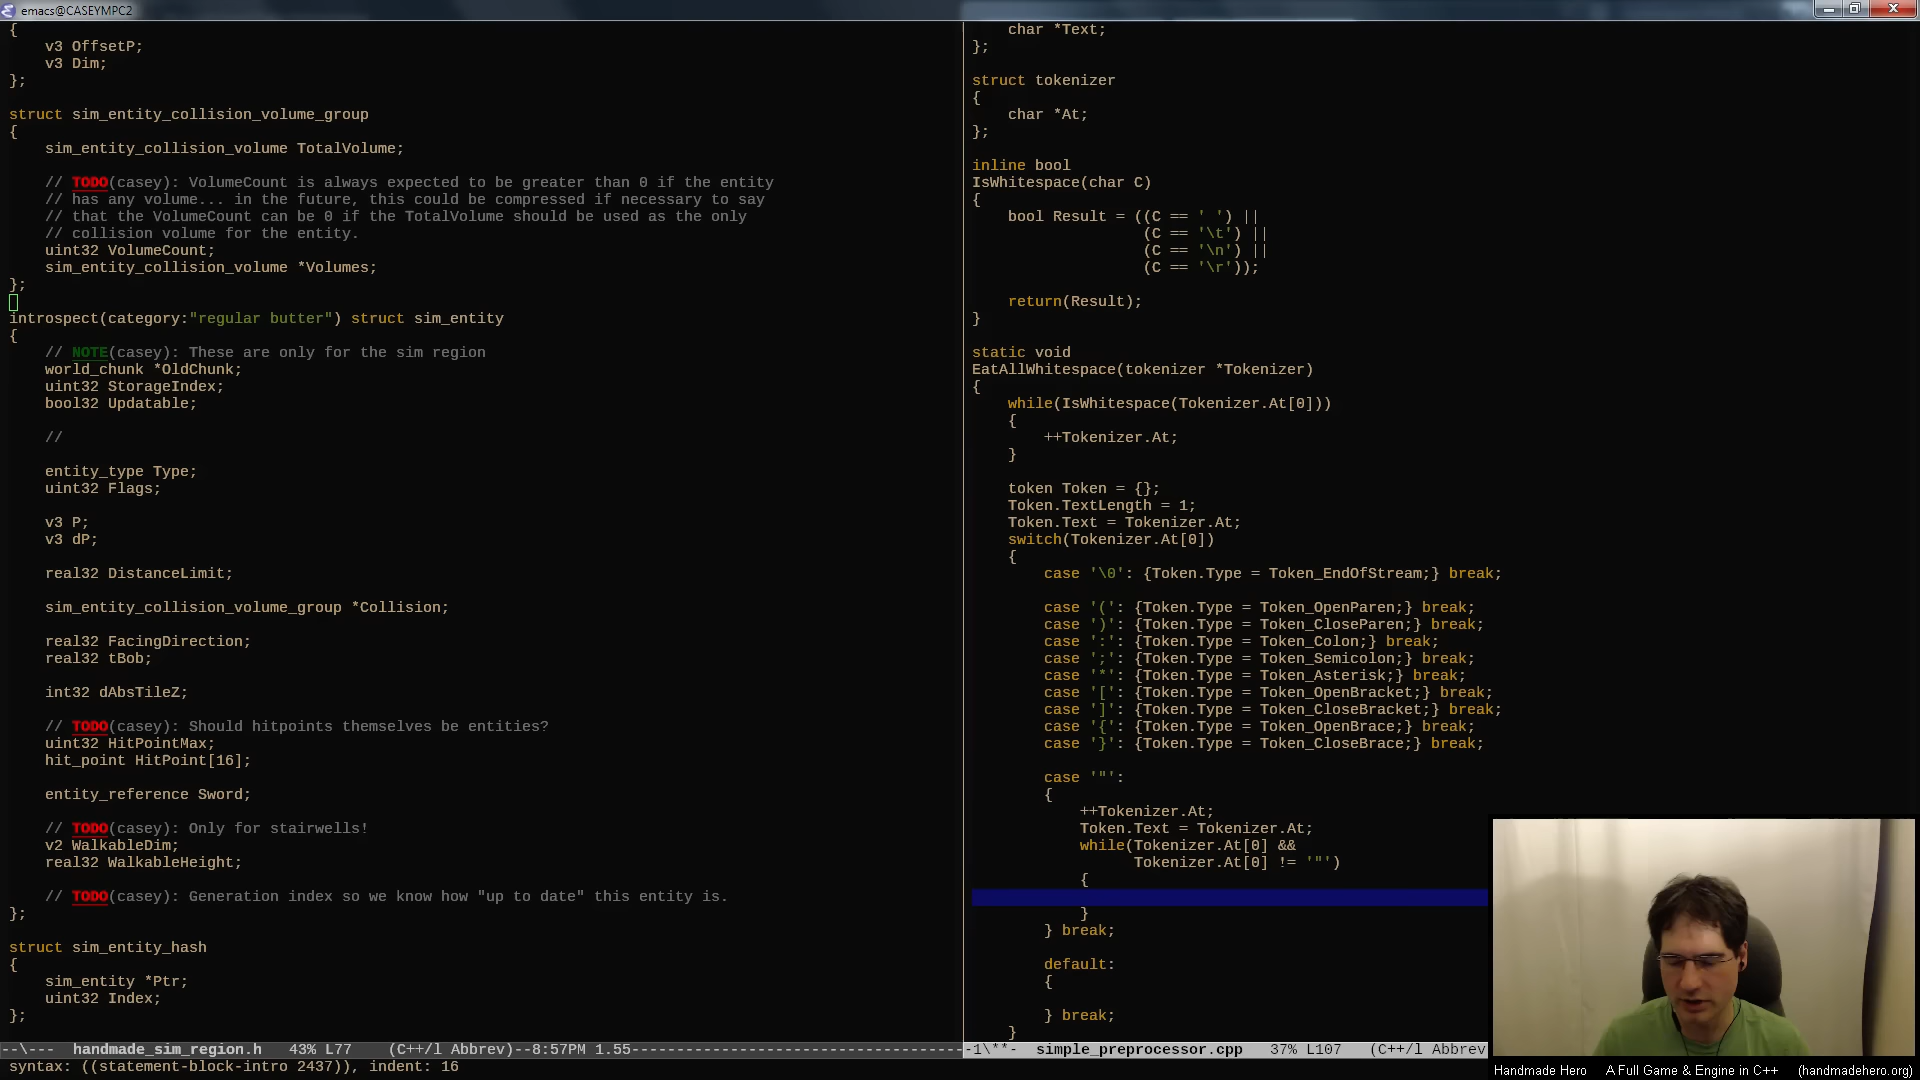 emacs@CASEYMPC2
{
    v3 OffsetP;
    v3 Dim;
};
struct sim_entity_collision_volume_group
{
    sim_entity_collision_volume TotalVolume;
    // TODO(casey): VolumeCount is always expected to be greater than 0 if the entity
    // has any volume... in the future, this could be compressed if necessary to say
    // that the VolumeCount can be 0 if the TotalVolume should be used as the only
    // collision volume for the entity.
    uint32 VolumeCount;
    sim_entity_collision_volume *Volumes;
};
introspect(category:"regular butter") struct sim_entity
{
    // NOTE(casey): These are only for the sim region
    world_chunk *OldChunk;
    uint32 StorageIndex;
    bool32 Updatable;
    //
    entity_type Type;
    uint32 Flags;
    v3 P;
    v3 dP;
    real32 DistanceLimit;
    sim_entity_collision_volume_group *Collision;
    real32 FacingDirection;
    real32 tBob;
    int32 dAbsTileZ;
    // TODO(casey): Should hitpoints themselves be entities?
    uint32 HitPointMax;
    hit_point HitPoint[16];
    entity_reference Sword;
    // TODO(casey): Only for stairwells!
    v2 WalkableDim;
    real32 WalkableHeight;
    // TODO(casey): Generation index so we know how "up to date" this entity is.
};
struct sim_entity_hash
{
    sim_entity *Ptr;
    uint32 Index;
};
--\---  handmade_sim_region.h   43% L77    (C++/l Abbrev)--8:57PM 1.55-------------------------------------
syntax: ((statement-block-intro 2437)), indent: 16
    char *Text;
};
struct tokenizer
{
    char *At;
};
inline bool
IsWhitespace(char C)
{
    bool Result = ((C == ' ') ||
                   (C == '\t') ||
                   (C == '\n') ||
                   (C == '\r'));
    return(Result);
}
static void
EatAllWhitespace(tokenizer *Tokenizer)
{
    while(IsWhitespace(Tokenizer.At[0]))
    {
        ++Tokenizer.At;
    }
    token Token = {};
    Token.TextLength = 1;
    Token.Text = Tokenizer.At;
    switch(Tokenizer.At[0])
    {
        case '\0': {Token.Type = Token_EndOfStream;} break;
        case '(': {Token.Type = Token_OpenParen;} break;
        case ')': {Token.Type = Token_CloseParen;} break;
        case ':': {Token.Type = Token_Colon;} break;
        case ';': {Token.Type = Token_Semicolon;} break;
        case '*': {Token.Type = Token_Asterisk;} break;
        case '[': {Token.Type = Token_OpenBracket;} break;
        case ']': {Token.Type = Token_CloseBracket;} break;
        case '{': {Token.Type = Token_OpenBrace;} break;
        case '}': {Token.Type = Token_CloseBrace;} break;
        case '"':
        {
            ++Tokenizer.At;
            Token.Text = Tokenizer.At;
            while(Tokenizer.At[0] &&
                  Tokenizer.At[0] != '"')
            {
            }
        } break;
        default:
        {
        } break;
    }
-1\**-  simple_preprocessor.cpp   37% L107   (C++/l Abbrev
Handmade Hero    A Full Game & Engine in C++    (handmadehero.org)